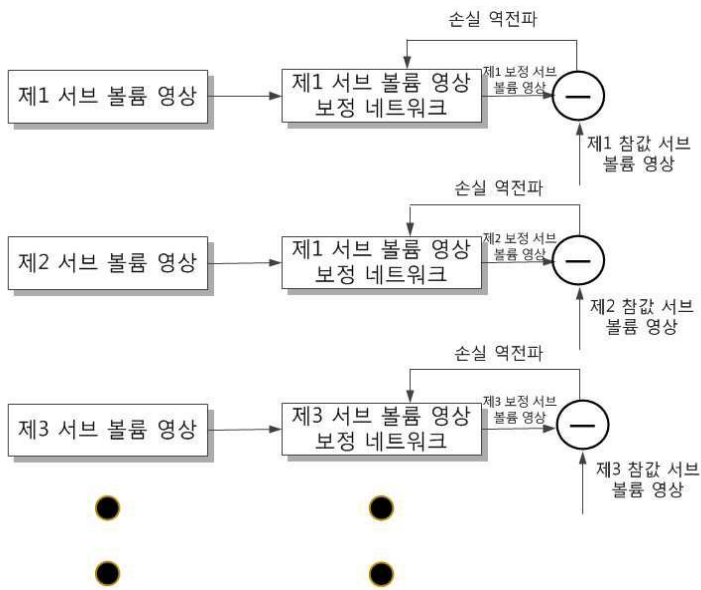 손실 역전파
제1 서브 볼륨 영상
제1 서브 볼륨 영상
보정 네트워크
제1 보정 서브
볼륨 영상
제1 참값 서브
볼륨 영상
손실 역전파
제2 서브 볼륨 영상
제1 서브 볼륨 영상
보정 네트워크
제2 보정 서브
볼륨 영상
제2 참값 서브
볼륨 영상
손실 역전파
제3 서브 볼륨 영상
제3 서브 볼륨 영상
보정 네트워크
제3 보정 서브
볼륨 영상
제3 참값 서브
볼륨 영상